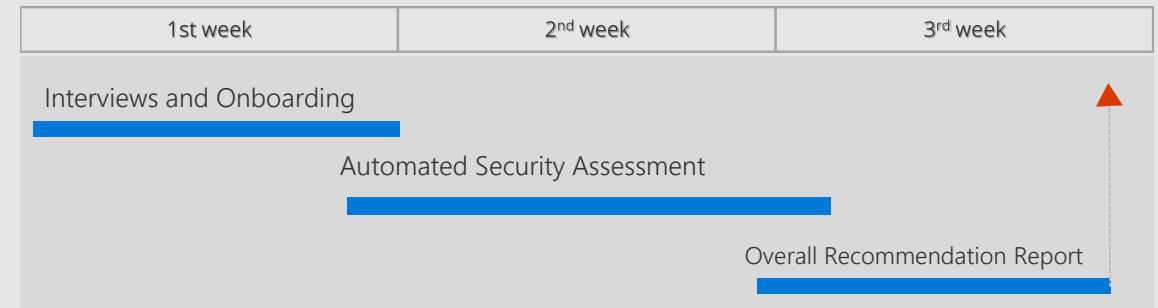 1st week 2nd week 3rd week
Interviews and Onboarding
Automated Security Assessment
Overall Recommendation Report